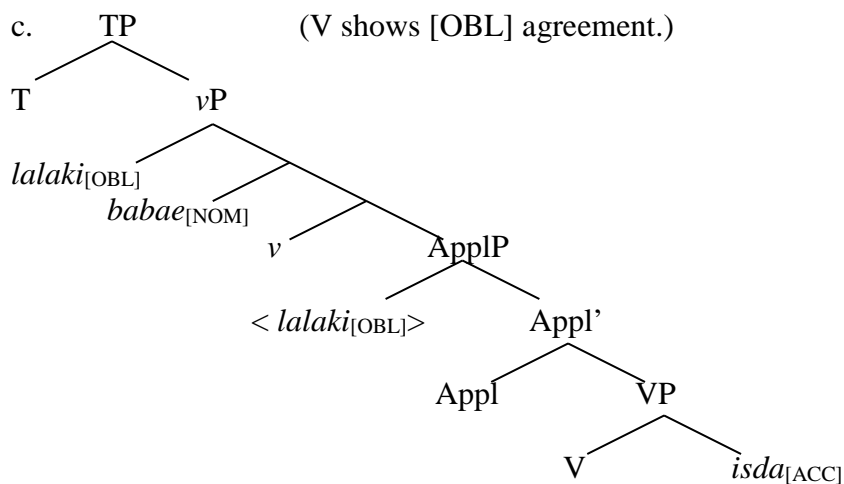 c. TP (V shows [OBL] agreement.)
T vP
lalaki[OBL]
babae[NOM]
v ApplP
< lalaki[OBL]> Appl’
Appl VP
V isda[ACC]